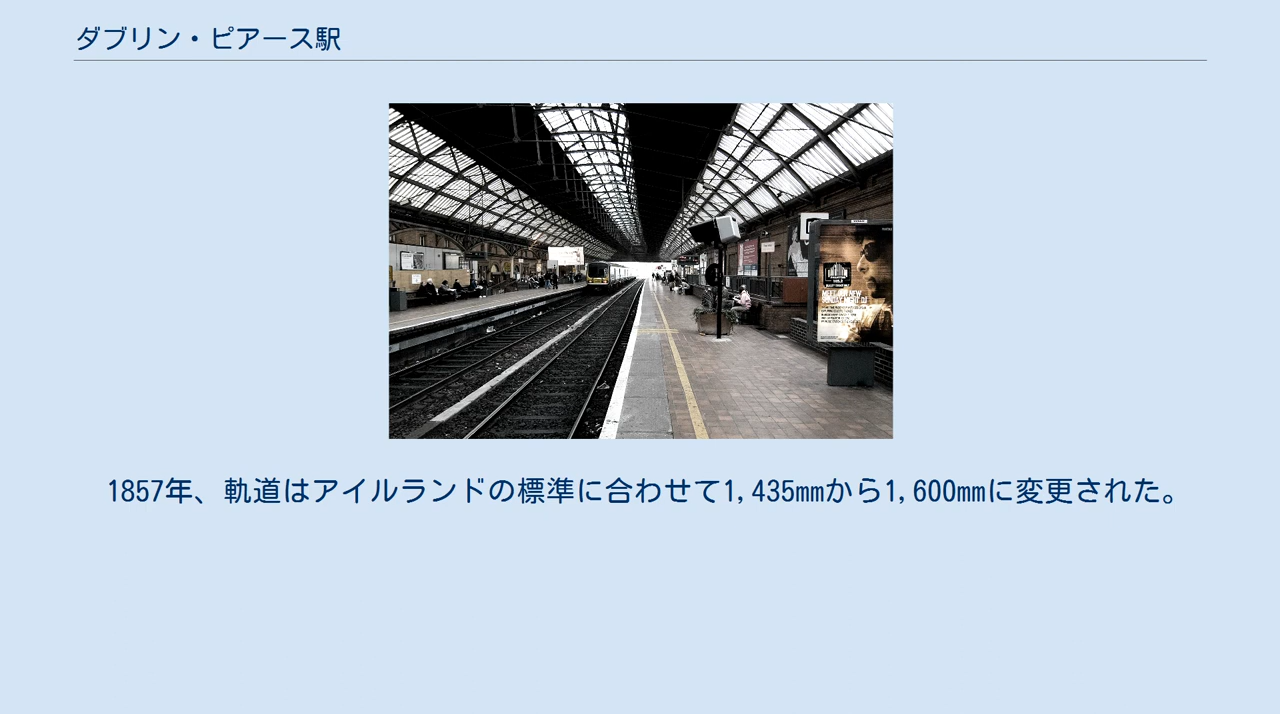 ダブリン・ピアース駅
1857年、軌道はアイルランドの標準に合わせて1,435mmから1,600mmに変更された。